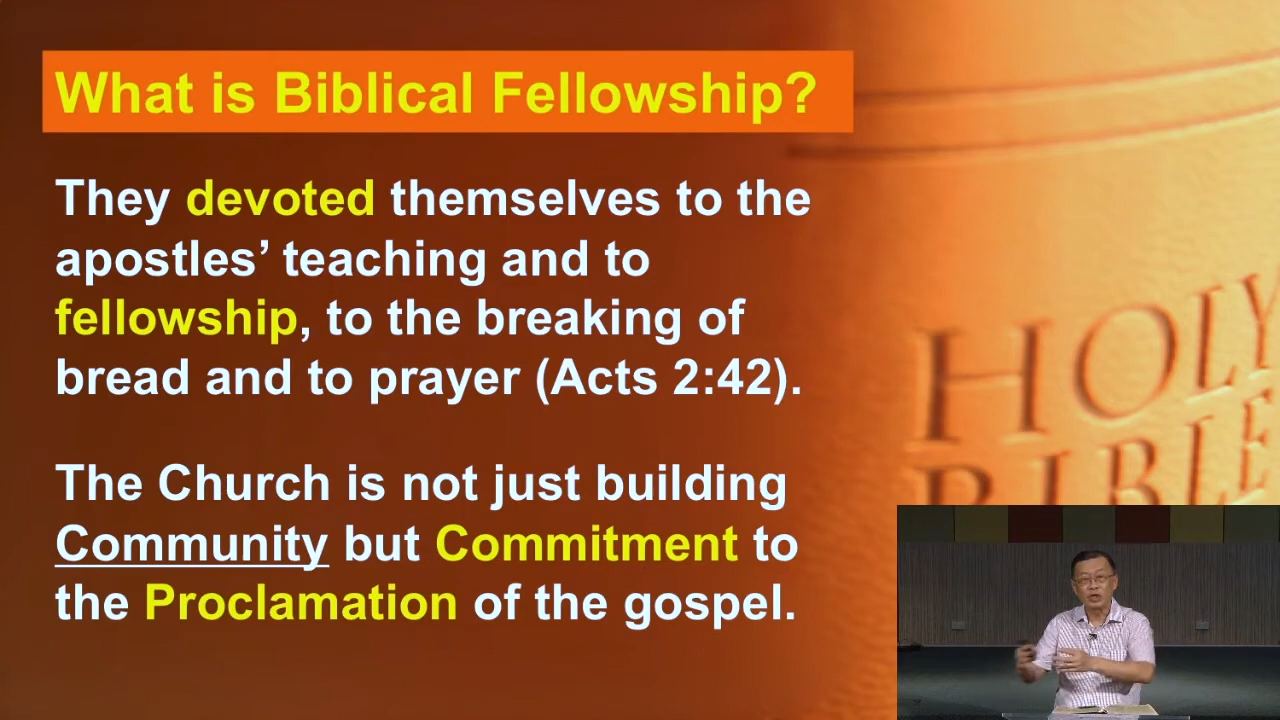 What is Biblical Fellowship?
They devoted themselves to the
apostles’ teaching and to
fellowship, to the breaking of
bread and to prayer (Acts 2:42).
The Church is not just building
Community but Commitment to
the Proclamation of the gospel.
HOLY
BIBLE